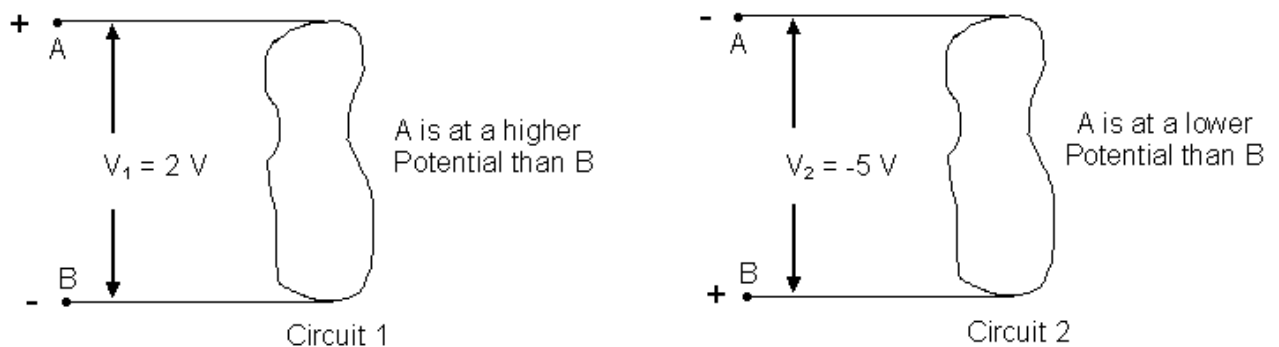 +
A
V₁ = 2 V
A is at a higher
Potential than B
B
-
Circuit 1
-
A
V₂ = -5 V
A is at a lower
Potential than B
B
+
Circuit 2